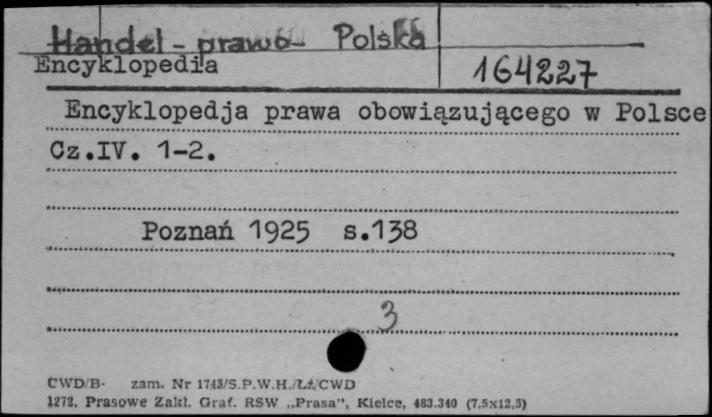 Handel - prawo - Polska
Encyklopedia
164227
Encyklopedja prawa obowiązującego w Polsce
Cz.IV. 1-2.
Poznań 1925 s.138
3
CWD/B- zam. Nr 1743/S.P.W.H./Łź/CWD
1272. Prasowe Zakł. Graf. RSW „Prasa", Kielce, 483.340 (7,5x12,5)